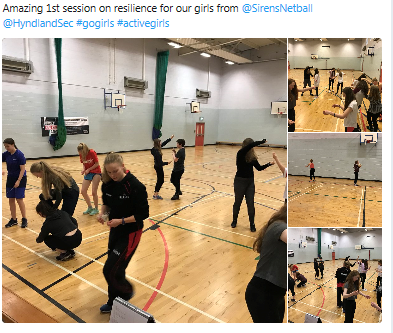 Amazing 1st session on resilience for our girls from @SirensNetball
@HyndlandSec #gogirls #activegirls